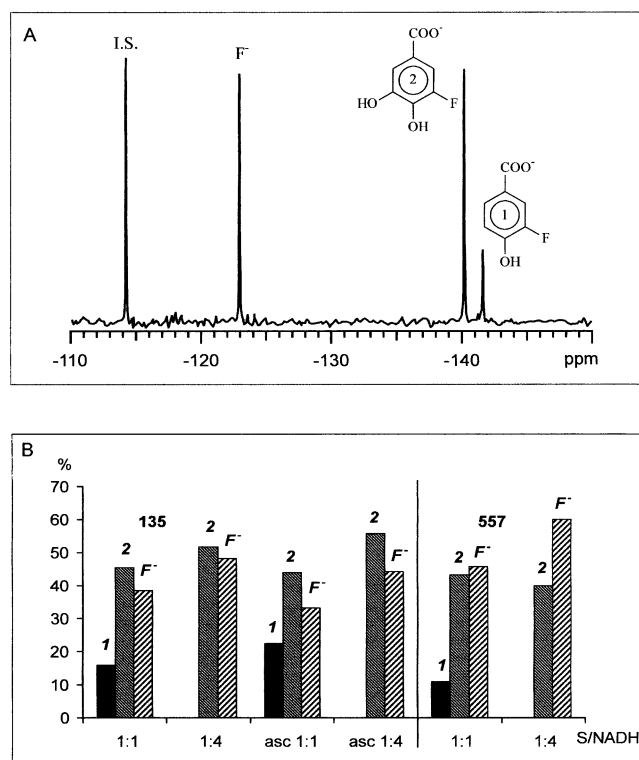 A
I.S.
F-
COO-
2
HO
F
OH
COO-
1
F
OH
-110 -120 -130 -140 ppm
B
%
70
60
50
40
30
20
10
0
135 557
1 2 F-
2 F-
1 2 F-
2 F-
1 2 F-
2 F-
1:1 1:4 asc 1:1 asc 1:4 1:1 1:4 S/NADH